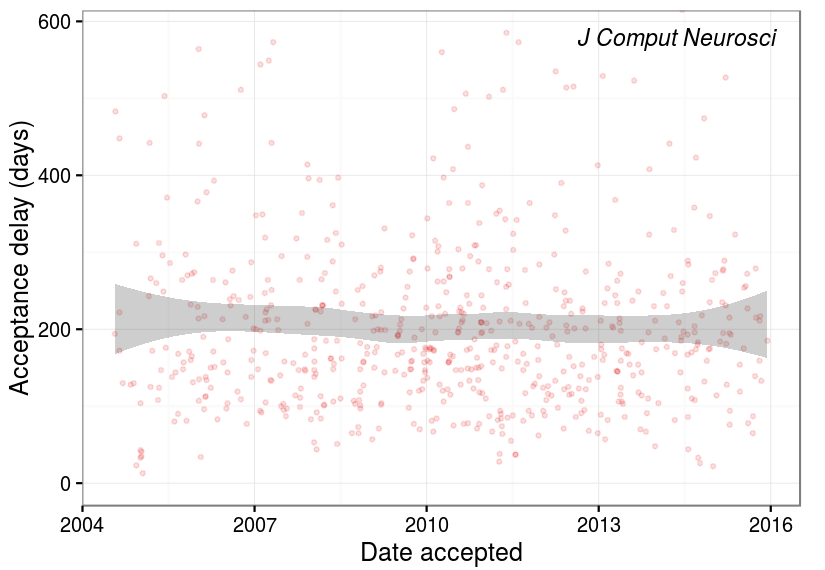 J Comput Neurosci
Acceptance delay (days)
600
400
200
0
2004 2007 2010 2013 2016
Date accepted